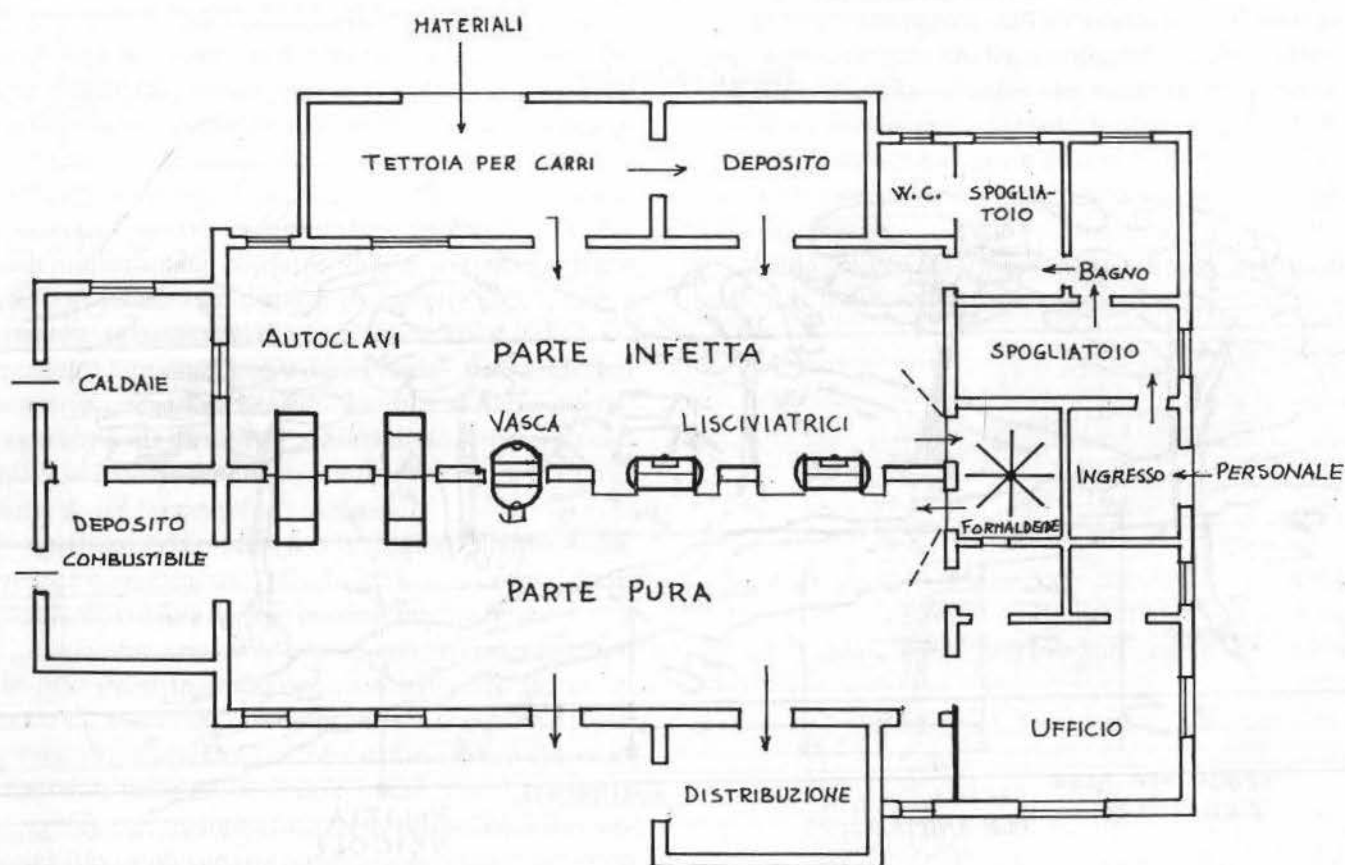 MATERIALI
TETTOIA PER CARRI
DEPOSITO
W.C.
SPOGLIA-
TOIO
BAGNO
AUTOCLAVI
PARTE INFETTA
SPOGLIATOIO
CALDAIE
VASCA
LISCIVIATRICI
INGRESSO
PERSONALE
DEPOSITO
COMBUSTIBILE
FORMALDEIDE
PARTE PURA
UFFICIO
DISTRIBUZIONE